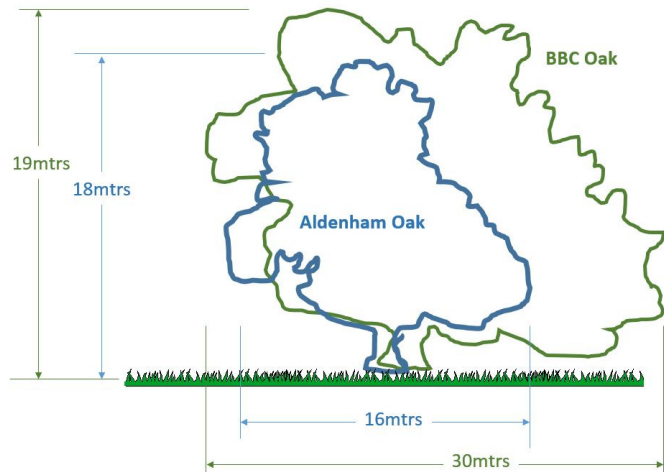 BBC Oak
19mtrs
18mtrs
Aldenham Oak
16mtrs
30mtrs